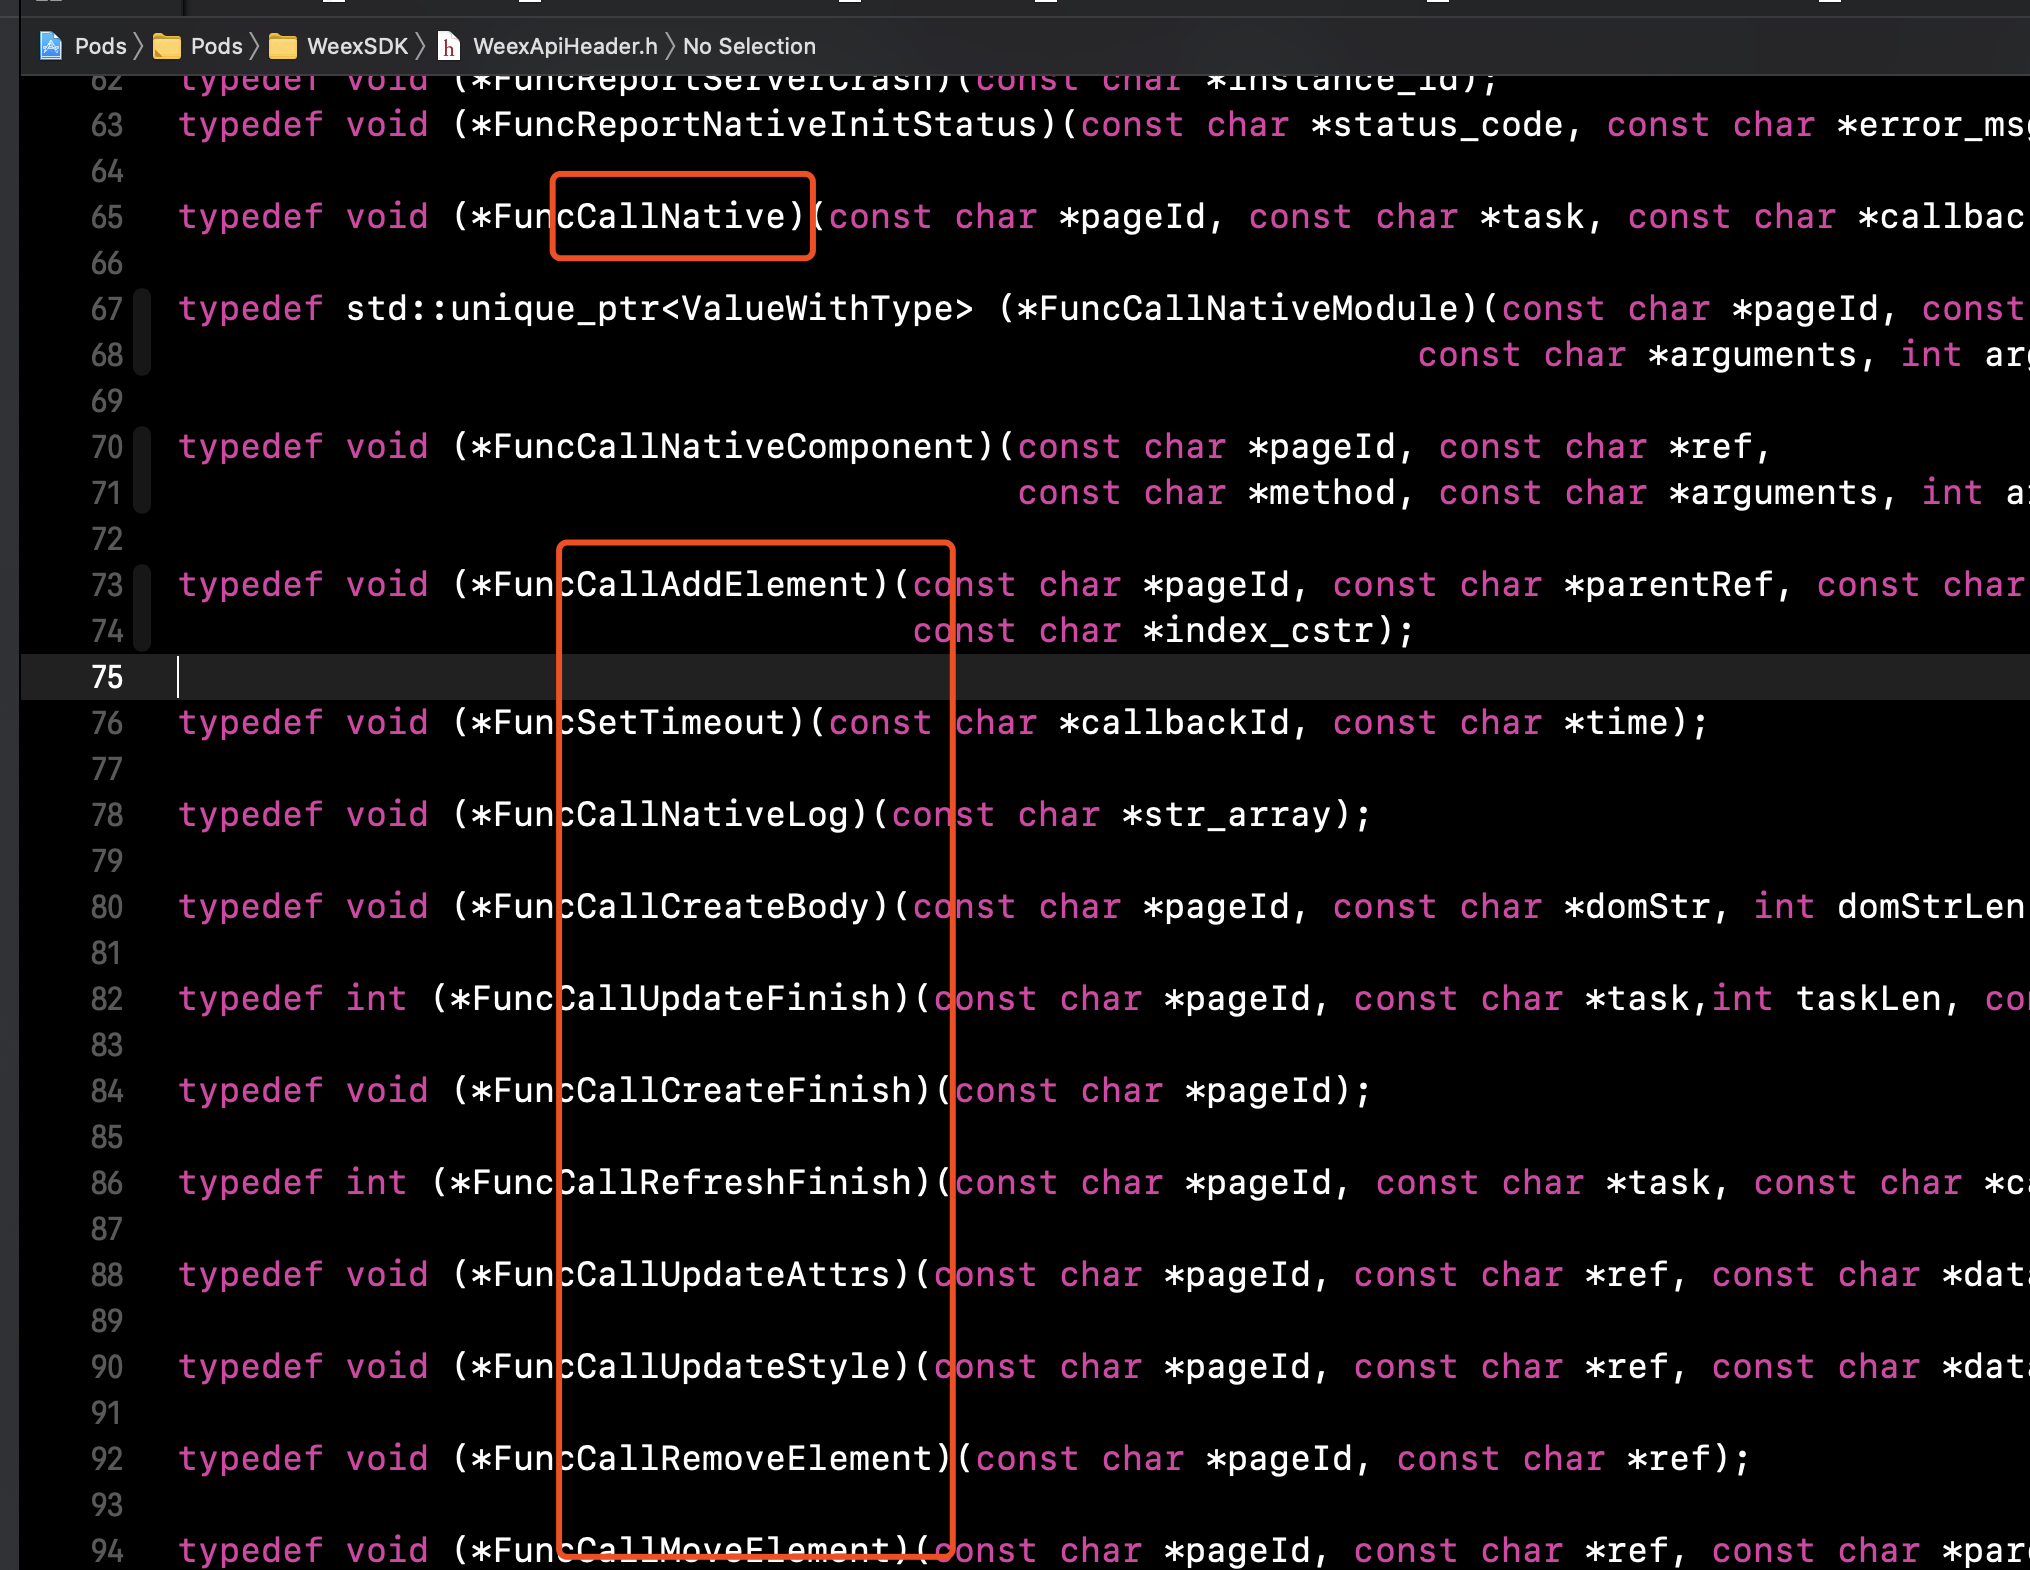 Pods Pods WeexSDK h WeexApiHeader.h No Selection
62 typedef void (*FuncReportServerCrash)(const char *instance_id);
63 typedef void (*FuncReportNativeInitStatus)(const char *status_code, const char *error_msg
64
65 typedef void (*FuncCallNative)(const char *pageId, const char *task, const char *callbac
66
67 typedef std::unique_ptr<ValueWithType> (*FuncCallNativeModule)(const char *pageId, const
68 const char *arguments, int arg
69
70 typedef void (*FuncCallNativeComponent)(const char *pageId, const char *ref,
71 const char *method, const char *arguments, int a
72
73 typedef void (*FuncCallAddElement)(const char *pageId, const char *parentRef, const char
74 const char *index_cstr);
75
76 typedef void (*FuncSetTimeout)(const char *callbackId, const char *time);
77
78 typedef void (*FuncCallNativeLog)(const char *str_array);
79
80 typedef void (*FuncCallCreateBody)(const char *pageId, const char *domStr, int domStrLen
81
82 typedef int (*FuncCallUpdateFinish)(const char *pageId, const char *task,int taskLen, co
83
84 typedef void (*FuncCallCreateFinish)(const char *pageId);
85
86 typedef int (*FuncCallRefreshFinish)(const char *pageId, const char *task, const char *ca
87
88 typedef void (*FuncCallUpdateAttrs)(const char *pageId, const char *ref, const char *data
89
90 typedef void (*FuncCallUpdateStyle)(const char *pageId, const char *ref, const char *data
91
92 typedef void (*FuncCallRemoveElement)(const char *pageId, const char *ref);
93
94 typedef void (*FuncCallMoveElement)(const char *pageId, const char *ref, const char *par